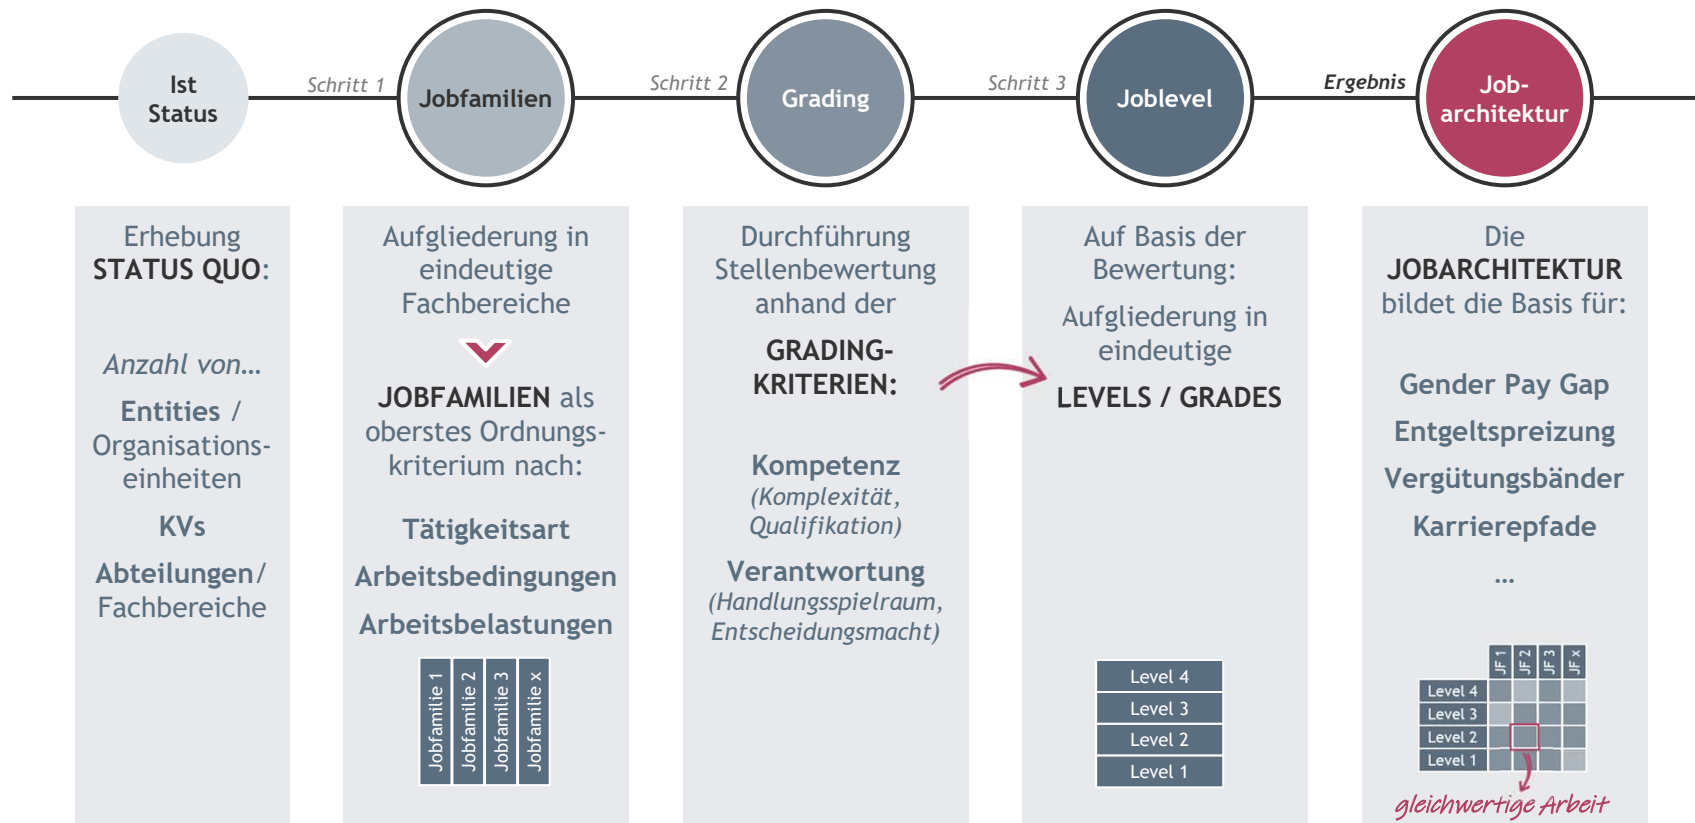 Ist
Status
Schritt 1
Jobfamilien
Schritt 2
Grading
Schritt 3
Joblevel
Ergebnis
Job-
architektur
Erhebung
STATUS QUO:
Anzahl von...
Entities /
Organisations-
einheiten
KVs
Abteilungen/
Fachbereiche
Aufgliederung in
eindeutige
Fachbereiche
JOBFAMILIEN als
oberstes Ordnungs-
kriterium nach:
Tätigkeitsart
Arbeitsbedingungen
Arbeitsbelastungen
Jobfamilie 1
Jobfamilie 2
Jobfamilie 3
Jobfamilie x
Durchführung
Stellenbewertung
anhand der
GRADING-
KRITERIEN:
Kompetenz
(Komplexität,
Qualifikation)
Verantwortung
(Handlungsspielraum,
Entscheidungsmacht)
Auf Basis der
Bewertung:
Aufgliederung in
eindeutige
LEVELS / GRADES
Level 4
Level 3
Level 2
Level 1
Die
JOBARCHITEKTUR
bildet die Basis für:
Gender Pay Gap
Entgeltspreizung
Vergütungsbänder
Karrierepfade
...
JF 1
JF 2
JF 3
JF x
Level 4
Level 3
Level 2
Level 1
gleichwertige Arbeit